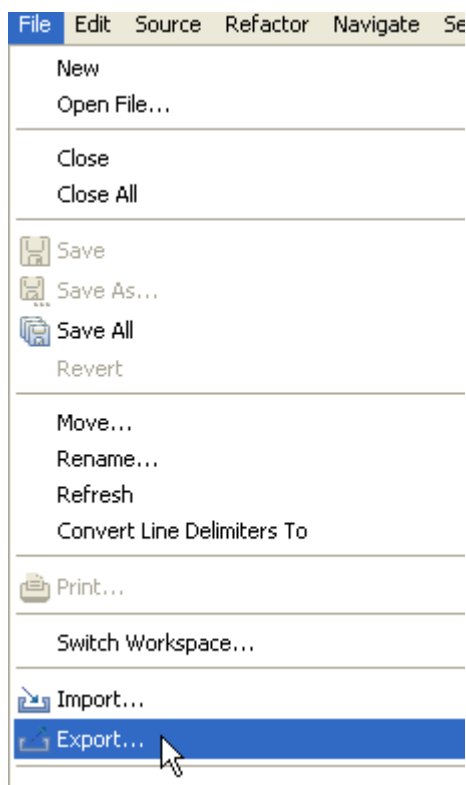 File Edit Source Refactor Navigate Se
New
Open File...
Close
Close All
Save
Save As...
Save All
Revert
Move...
Rename...
Refresh
Convert Line Delimiters To
Print...
Switch Workspace...
Import...
Export...